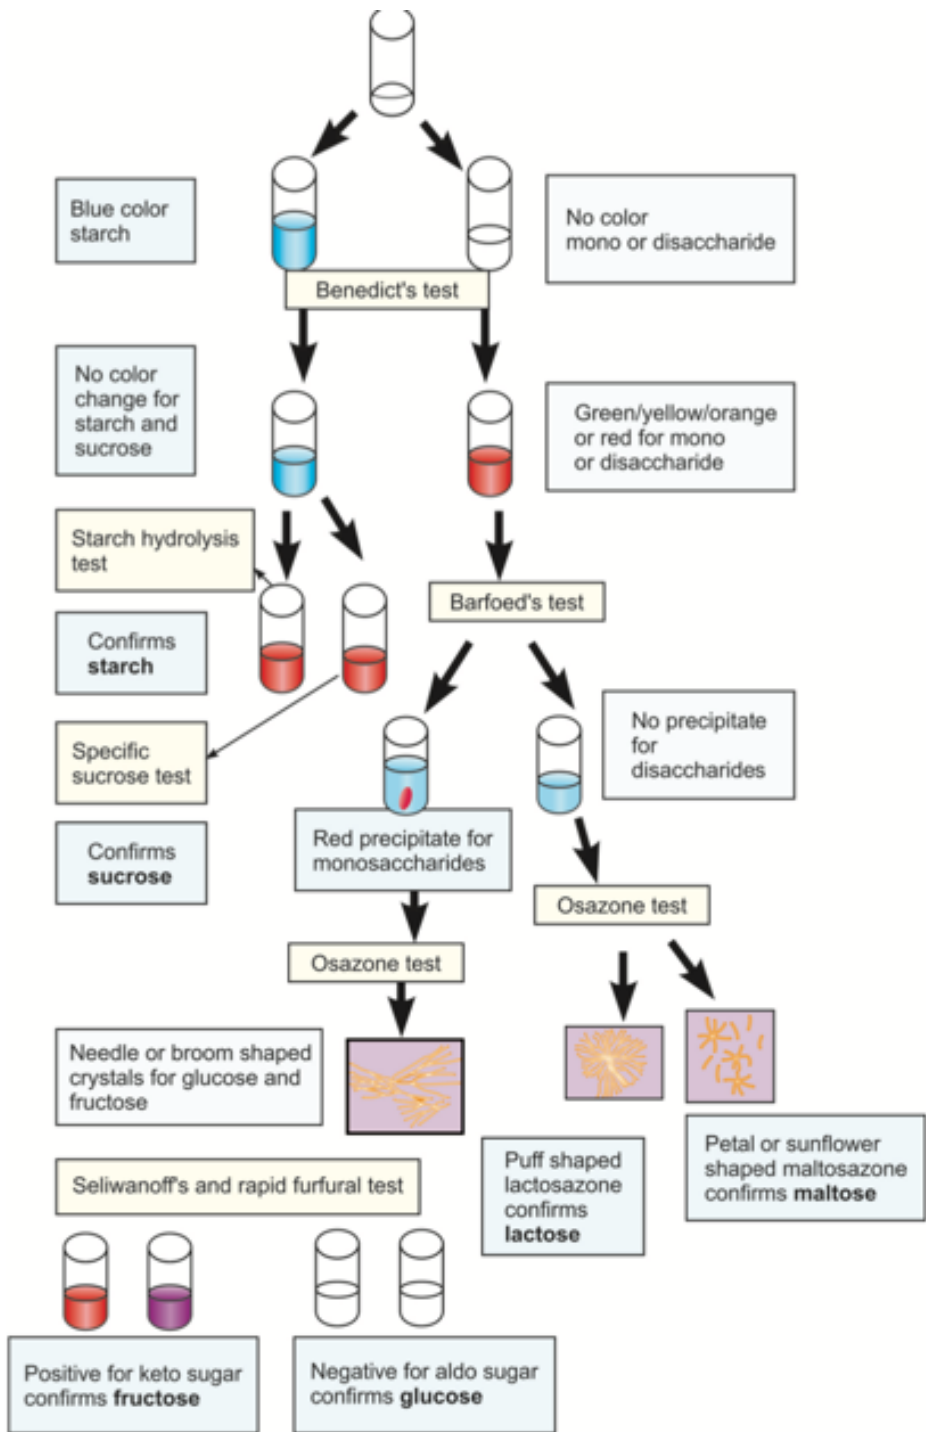 Blue color
starch
No color
mono or disaccharide
Benedict's test
No color
change for
starch and
sucrose
Green/yellow/orange
or red for mono
or disaccharide
Starch hydrolysis
test
Barfoed's test
Confirms
starch
No precipitate
for
disaccharides
Specific
sucrose test
Red precipitate for
monosaccharides
Confirms
sucrose
Osazone test
Osazone test
Needle or broom shaped
crystals for glucose and
fructose
Petal or sunflower
shaped maltosazone
confirms maltose
Puff shaped
lactosazone
confirms
lactose
Seliwanoff's and rapid furfural test
Positive for keto sugar
confirms fructose
Negative for aldo sugar
confirms glucose